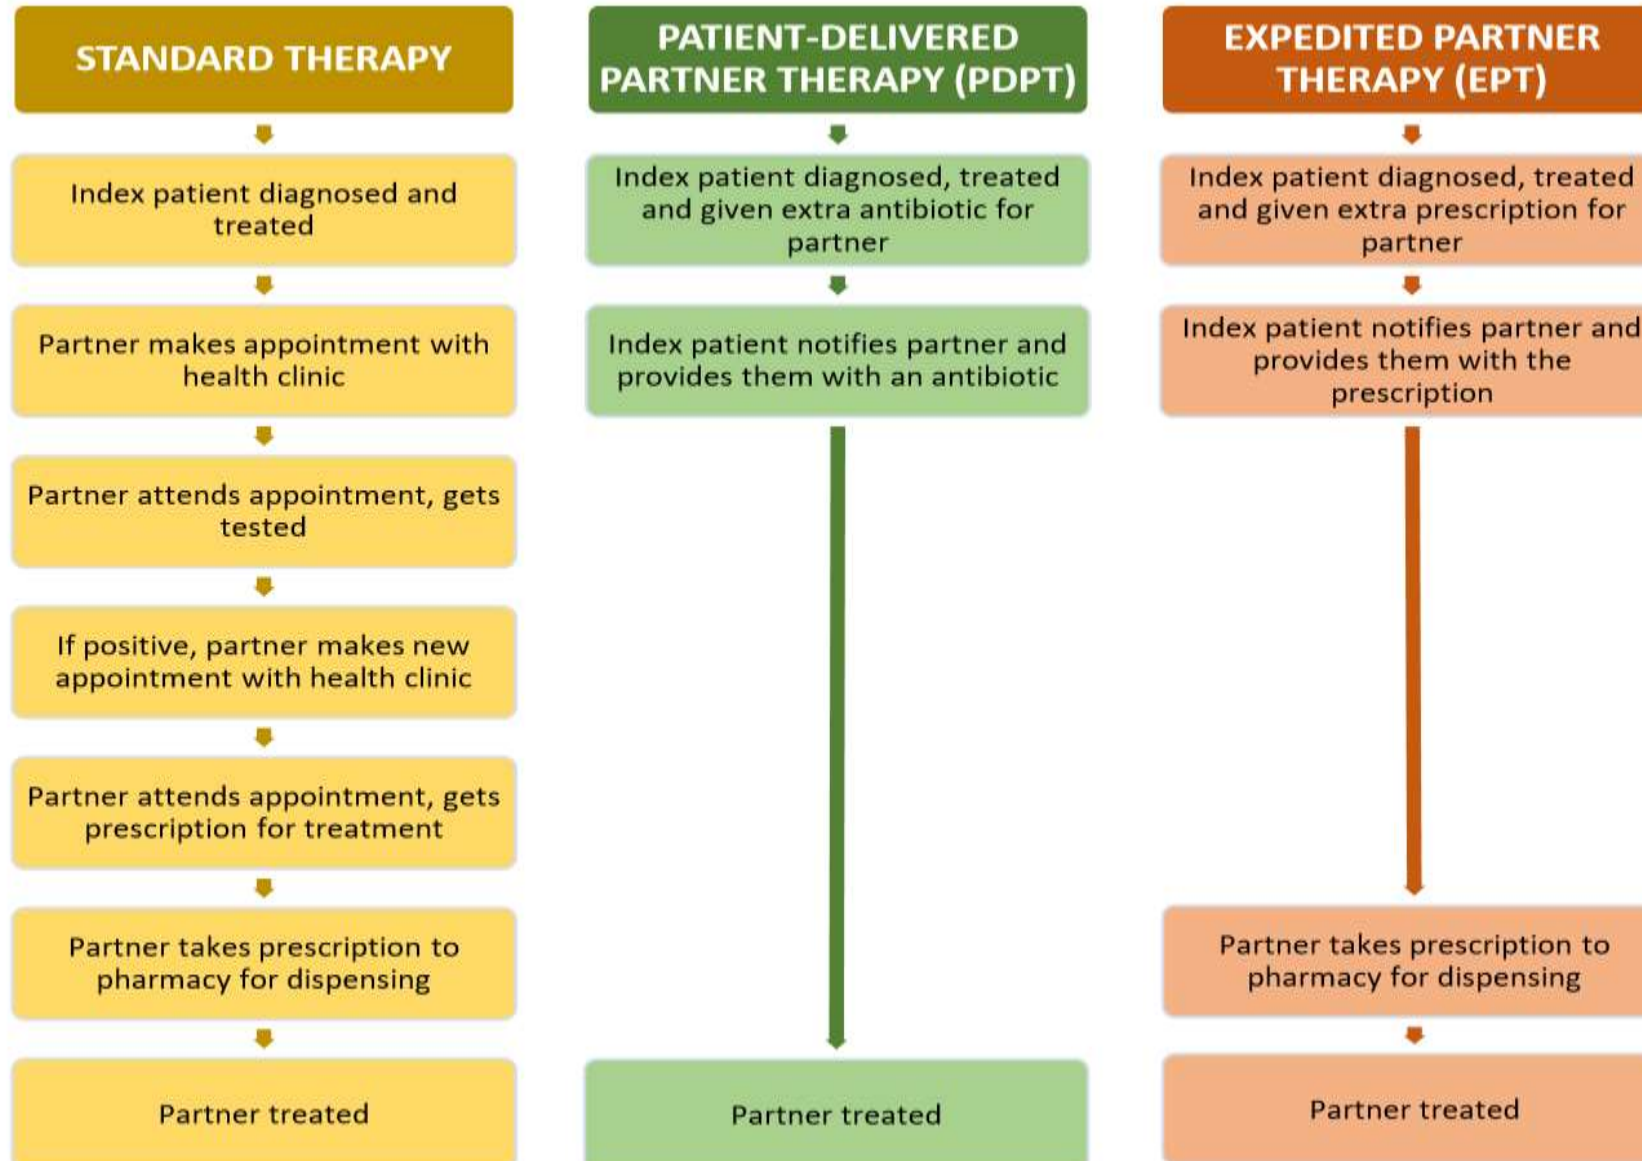 STANDARD THERAPY
Index patient diagnosed and
treated
Partner makes appointment with
health clinic
Partner attends appointment, gets
tested
If positive, partner makes new
appointment with health clinic
Partner attends appointment, gets
prescription for treatment
Partner takes prescription to
pharmacy for dispensing
Partner treated
PATIENT-DELIVERED
PARTNER THERAPY (PDPT)
Index patient diagnosed, treated
and given extra antibiotic for
partner
Index patient notifies partner and
provides them with an antibiotic
Partner treated
EXPEDITED PARTNER
THERAPY (EPT)
Index patient diagnosed, treated
and given extra prescription for
partner
Index patient notifies partner and
provides them with the
prescription
Partner takes prescription to
pharmacy for dispensing
Partner treated